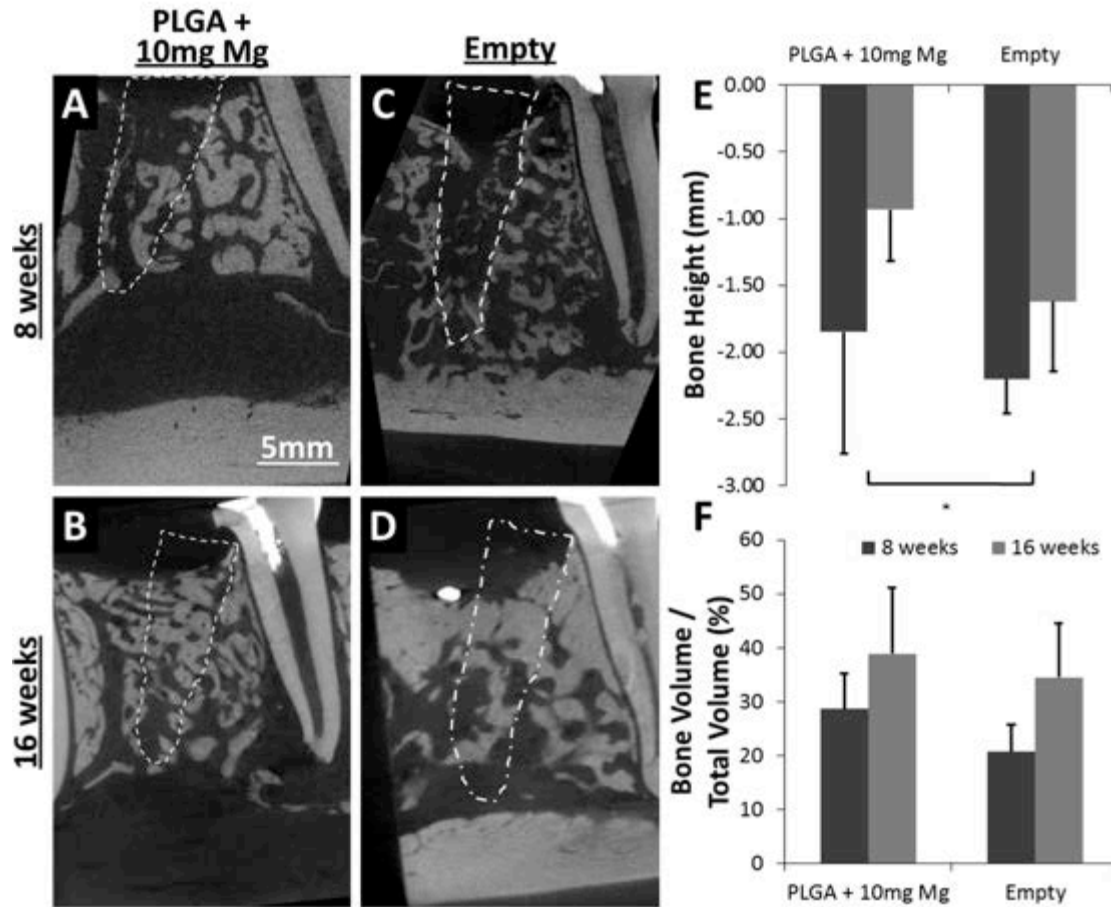 PLGA +
10mg Mg
Empty
8 weeks
16 weeks
A
5mm
C
B
D
PLGA + 10mg Mg
Empty
E
0.00
-0.50
-1.00
-1.50
-2.00
-2.50
-3.00
Bone Height (mm)
*
F
8 weeks
16 weeks
60
50
40
30
20
10
0
Bone Volume /
Total Volume (%)
PLGA + 10mg Mg
Empty